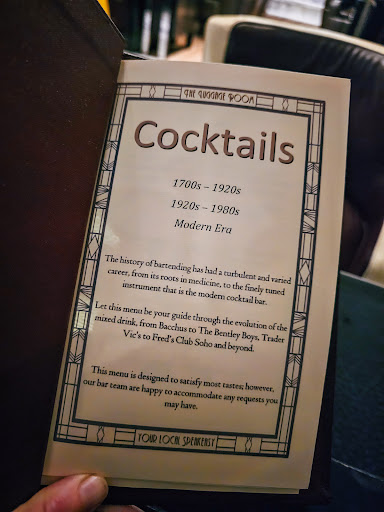 THE LUGGAGE ROOM
Cocktails
1700s – 1920s
1920s – 1980s
Modern Era
The history of bartending has had a turbulent and varied
career, from its roots in medicine, to the finely tuned
instrument that is the modern cocktail bar.
Let this menu be your guide through the evolution of the
mixed drink, from Bacchus to The Bentley Boys, Trader
Vic's to Fred's Club Soho and beyond.
This menu is designed to satisfy most tastes; however,
our bar team are happy to accommodate any requests you
may have.
YOUR LOCAL SPEAKEASY